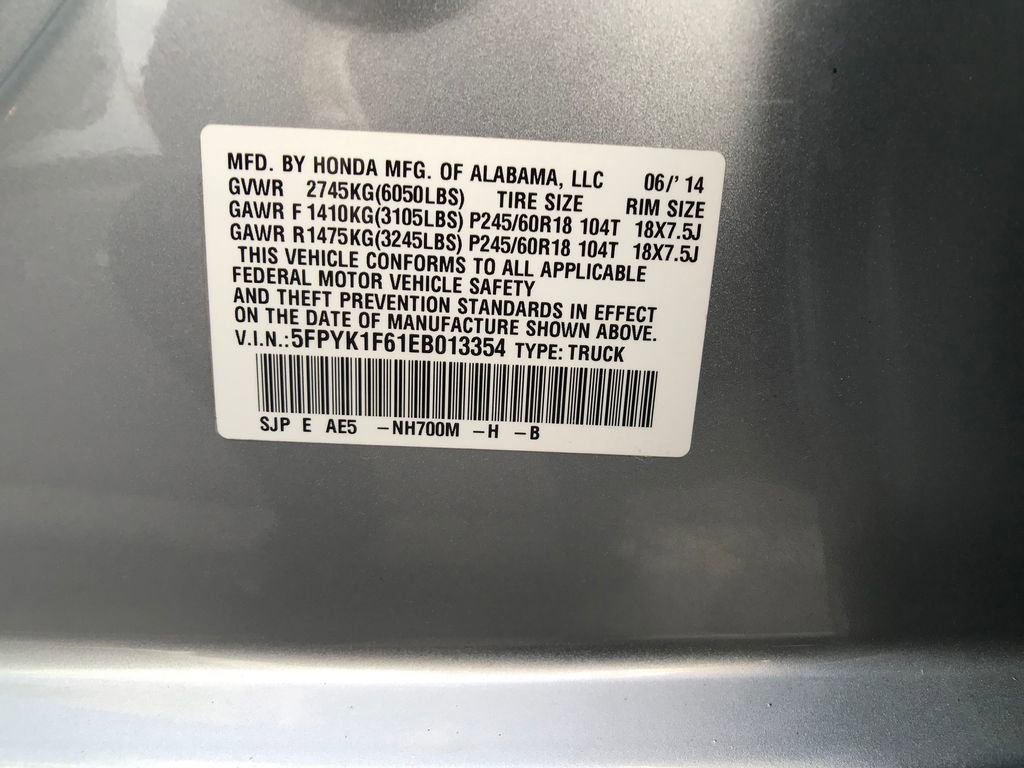 MFD. BY HONDA MFG. OF ALABAMA, LLC 06/' 14
GVWR 2745KG(6050LBS) TIRE SIZE RIM SIZE
GAWR F 1410KG(3105LBS) P245/60R18 104T 18X7.5J
GAWR R1475KG(3245LBS) P245/60R18 104T 18X7.5J
THIS VEHICLE CONFORMS TO ALL APPLICABLE
FEDERAL MOTOR VEHICLE SAFETY
AND THEFT PREVENTION STANDARDS IN EFFECT
ON THE DATE OF MANUFACTURE SHOWN ABOVE.
V.I.N.:5FPYK1F61EB013354 TYPE: TRUCK
SJP E AE5 -NH700M -H -B